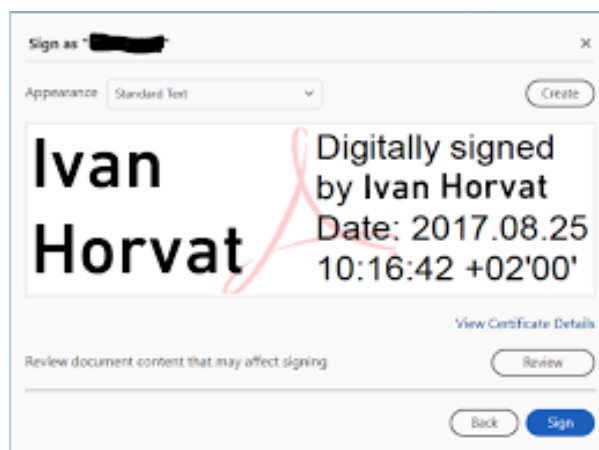 Sign as "
Appearance Standard Text Create
Ivan
Horvat
Digitally signed
by Ivan Horvat
Date: 2017.08.25
10:16:42 +02'00'
View Certificate Details
Review document content that may affect signing Review
Back Sign